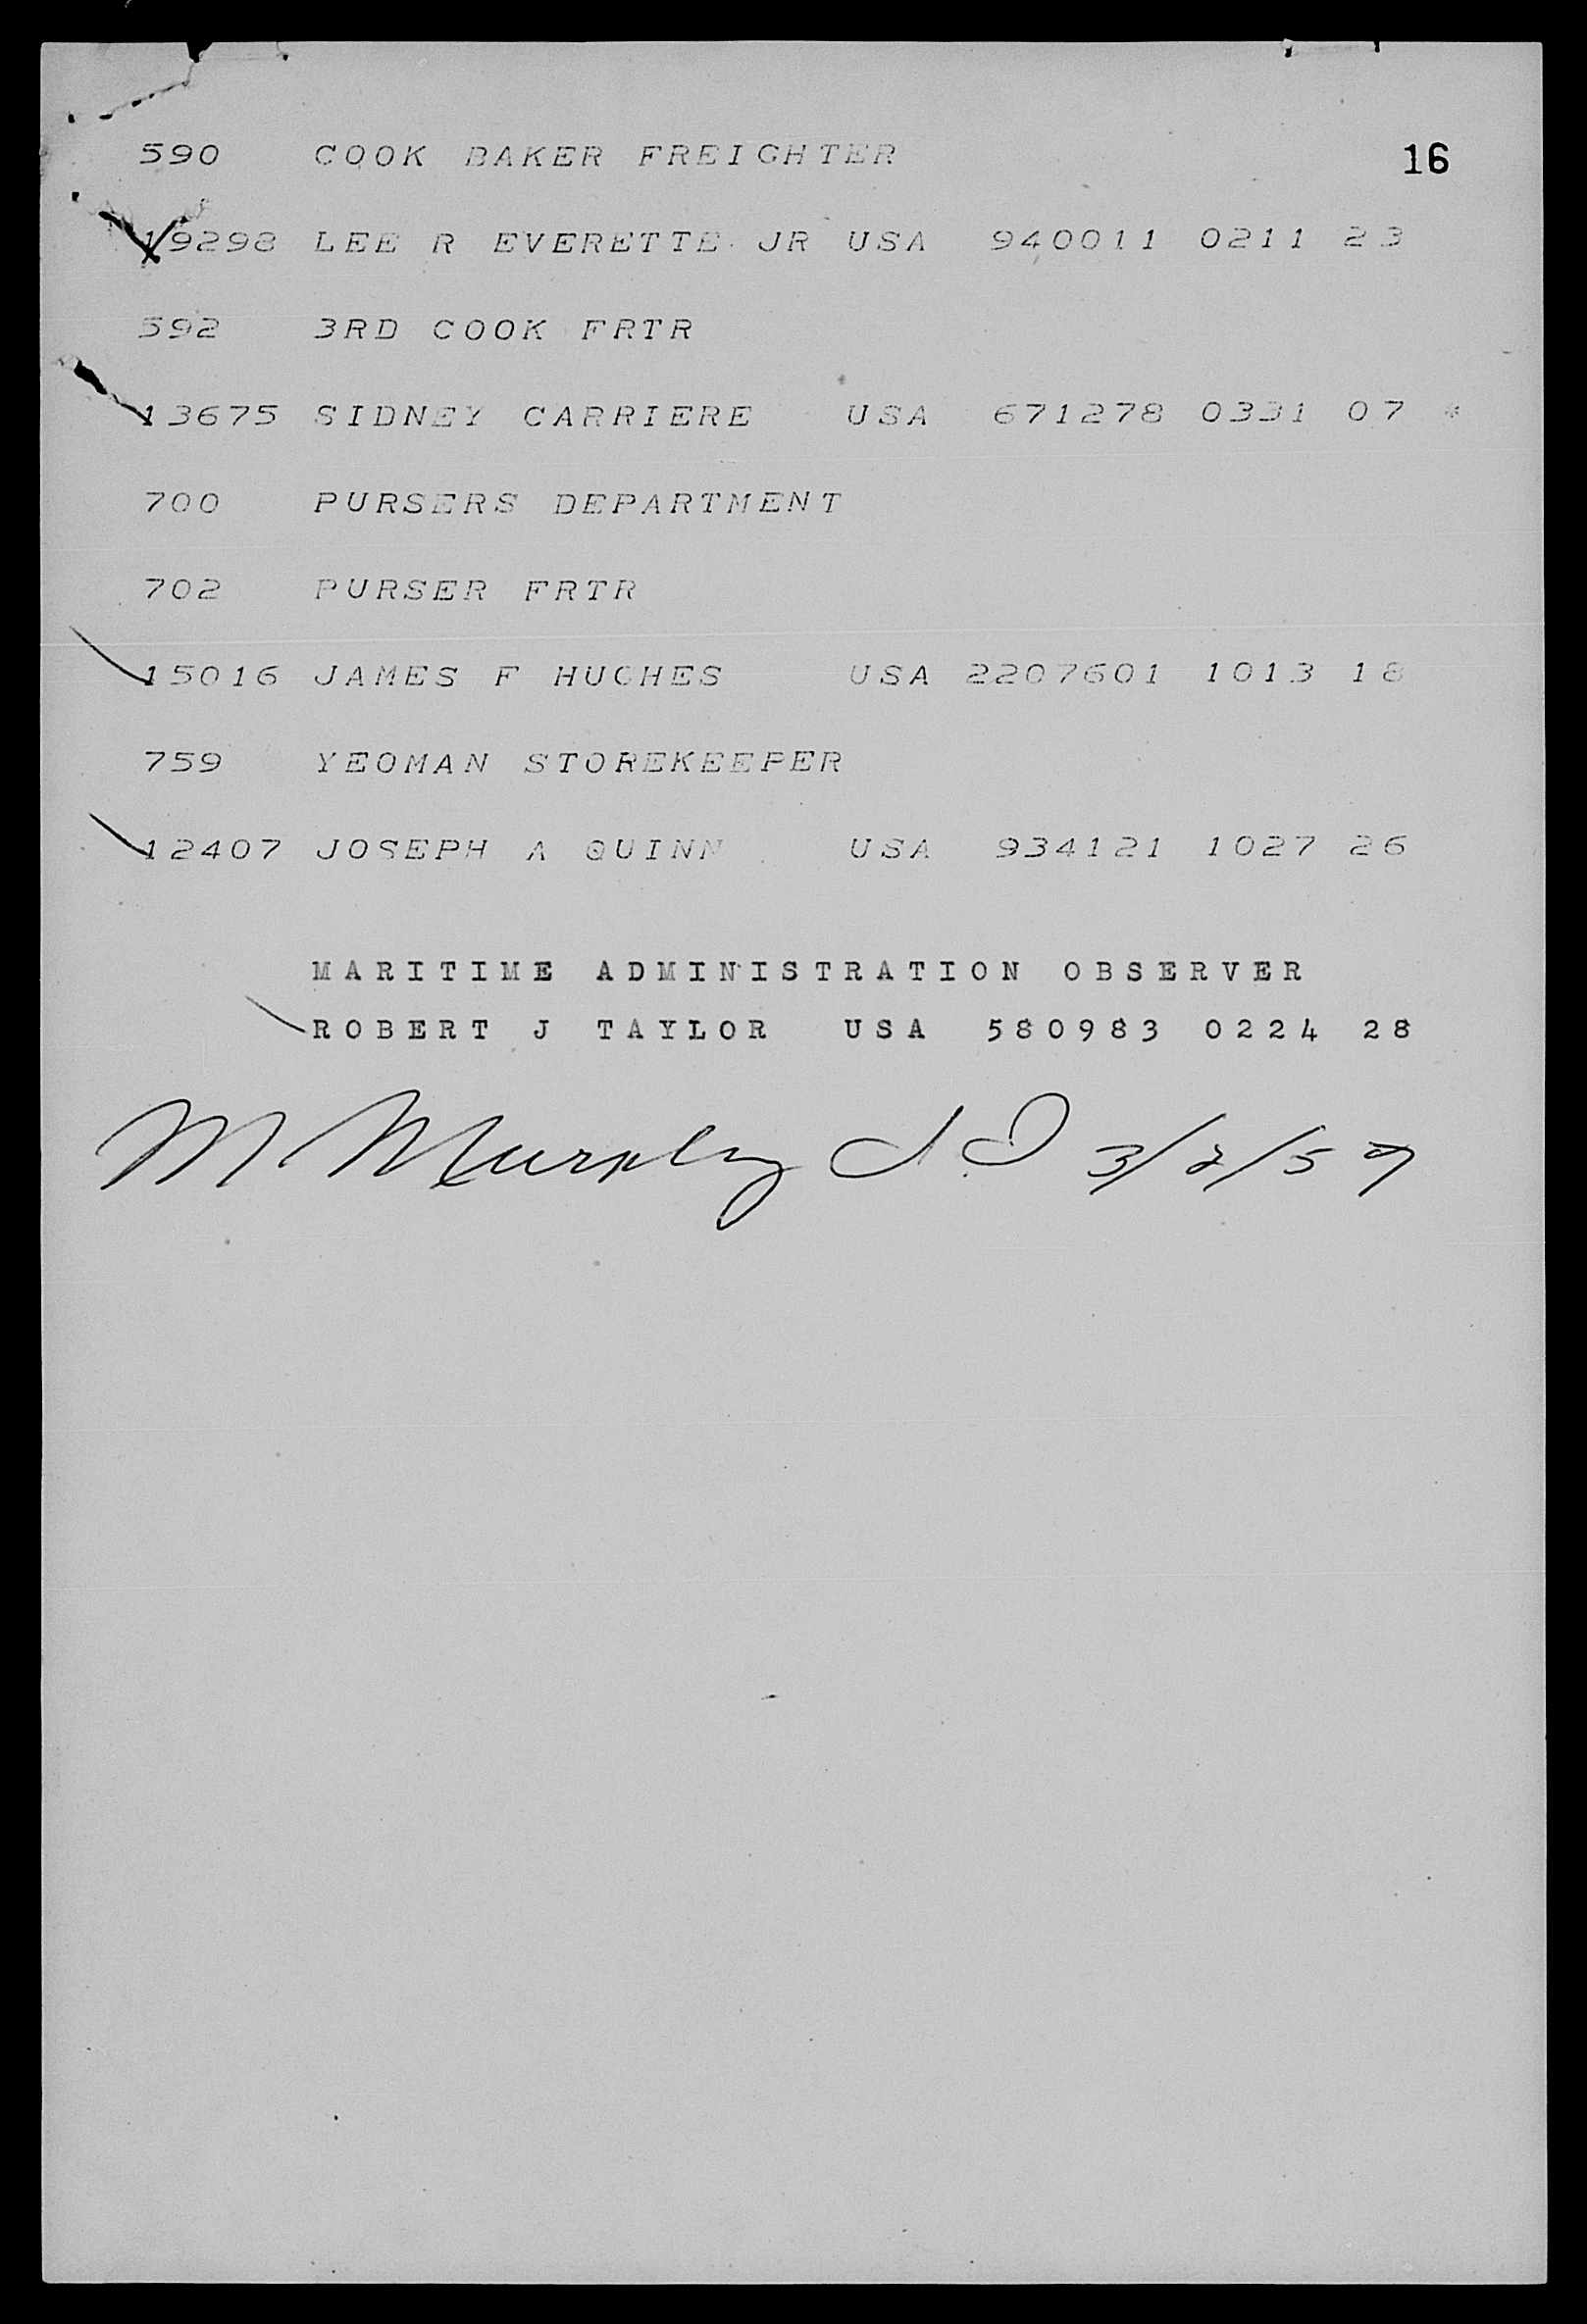 590 COOK BAKER FREIGHTER 16
19298 LEE R EVERETTE JR USA 940011 0211 23
592 3RD COOK FRTR
13675 SIDNEY CARRIERE USA 671278 0331 07 *
700 PURSERS DEPARTMENT
702 PURSER FRTR
15016 JAMES F HUGHES USA 2207601 1013 18
759 YEOMAN STOREKEEPER
12407 JOSEPH A QUINN USA 934121 1027 26
MARITIME ADMINISTRATION OBSERVER
ROBERT J TAYLOR USA 580983 0224 28
M Murphy 3/2/59